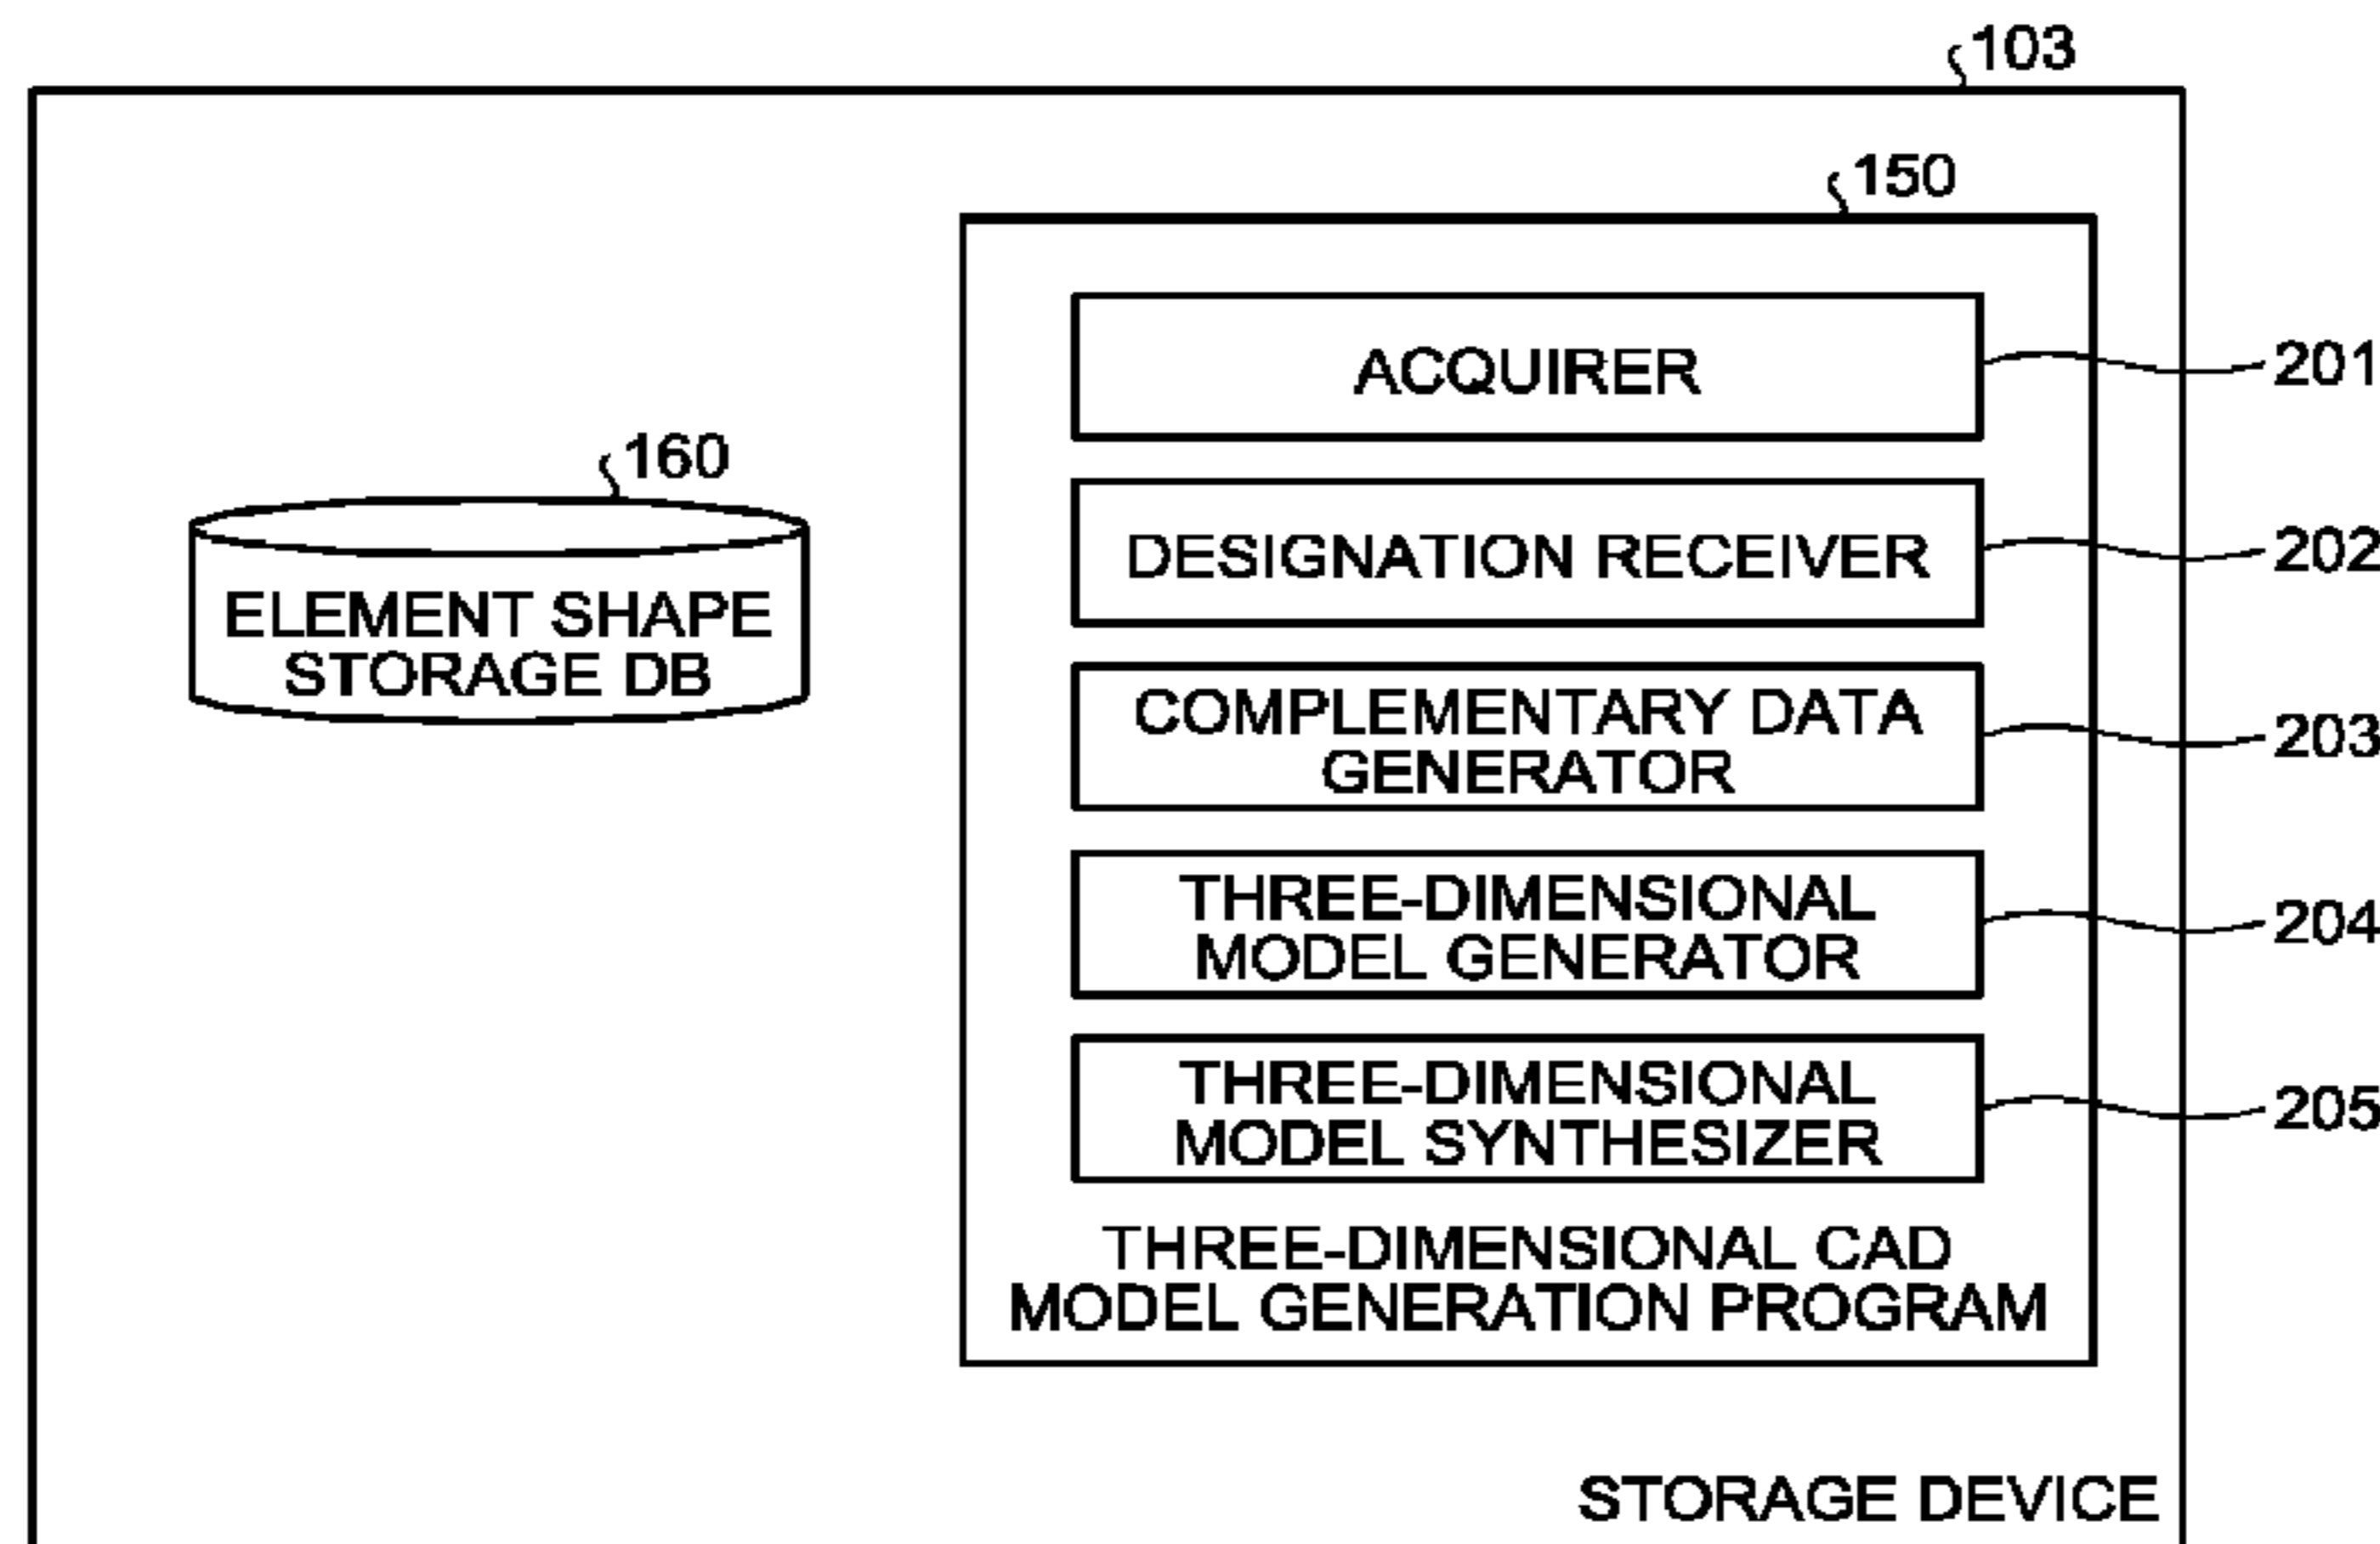 103
150
ACQUIRER
201
160
DESIGNATION RECEIVER
202
ELEMENT SHAPE
STORAGE DB
COMPLEMENTARY DATA
GENERATOR
203
THREE-DIMENSIONAL
MODEL GENERATOR
204
THREE-DIMENSIONAL
MODEL SYNTHESIZER
205
THREE-DIMENSIONAL CAD
MODEL GENERATION PROGRAM
STORAGE DEVICE